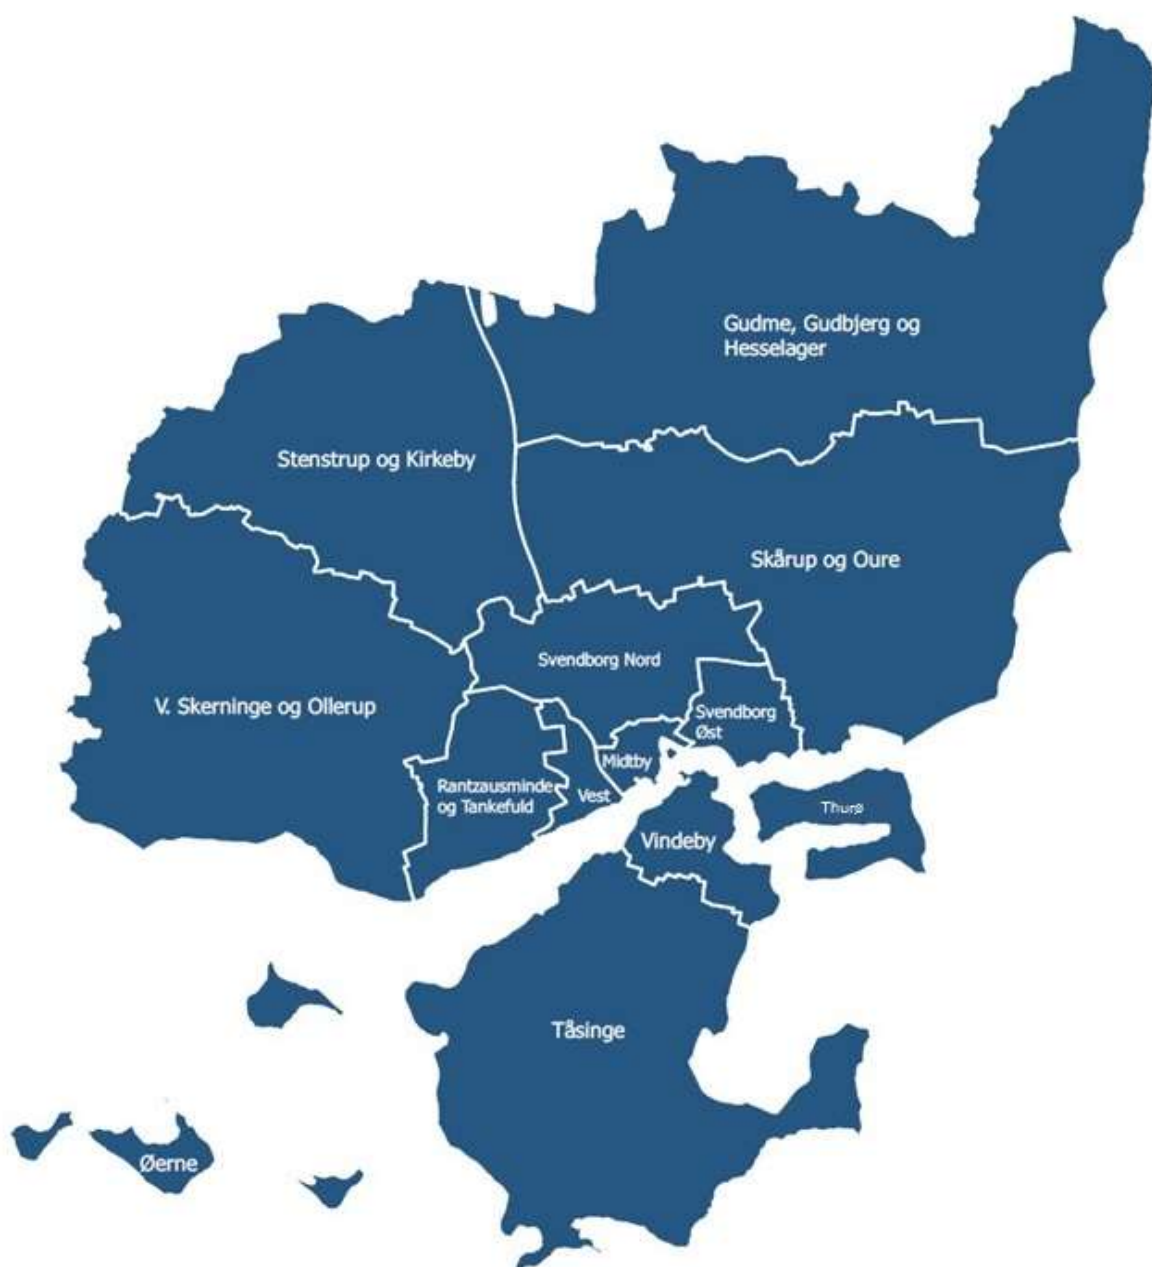 Gudme, Gudbjerg og
Hesselager
Stenstrup og Kirkeby
Skårup og Oure
Svendborg Nord
V. Skerninge og Ollerup
Svendborg
Øst
Midtby
Rantzausminde
og Tankefuld
Vest
Thurø
Vindeby
Tåsinge
Øerne